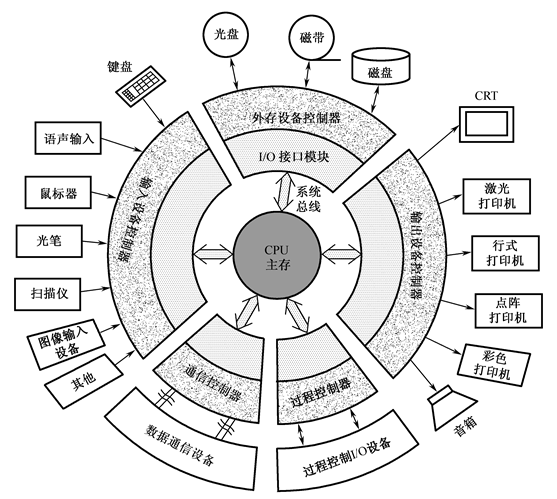 光盘
磁带
磁盘
键盘
外存设备控制器
CRT
I/O 接口模块
语声输入
输入设备控制器
系统
总线
输出设备控制器
激光
打印机
鼠标器
光笔
CPU
主存
行式
打印机
扫描仪
点阵
打印机
图像输入
设备
通信控制器
过程控制器
彩色
打印机
其他
数据通信设备
过程控制I/O设备
音箱